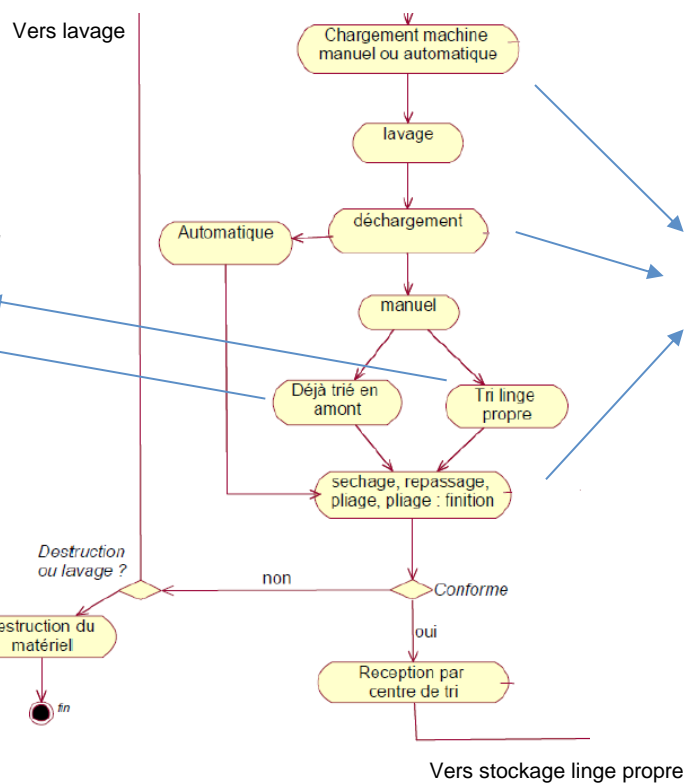 Vers lavage
Chargement machine
manuel ou automatique
lavage
déchargement
Automatique
manuel
Déjà trié en
amont
Tri linge
propre
sechage, repassage,
pliage, pliage : finition
Destruction
ou lavage ?
non
Conforme
estruction du
matériel
oui
fin
Reception par
centre de tri
Vers stockage linge propre